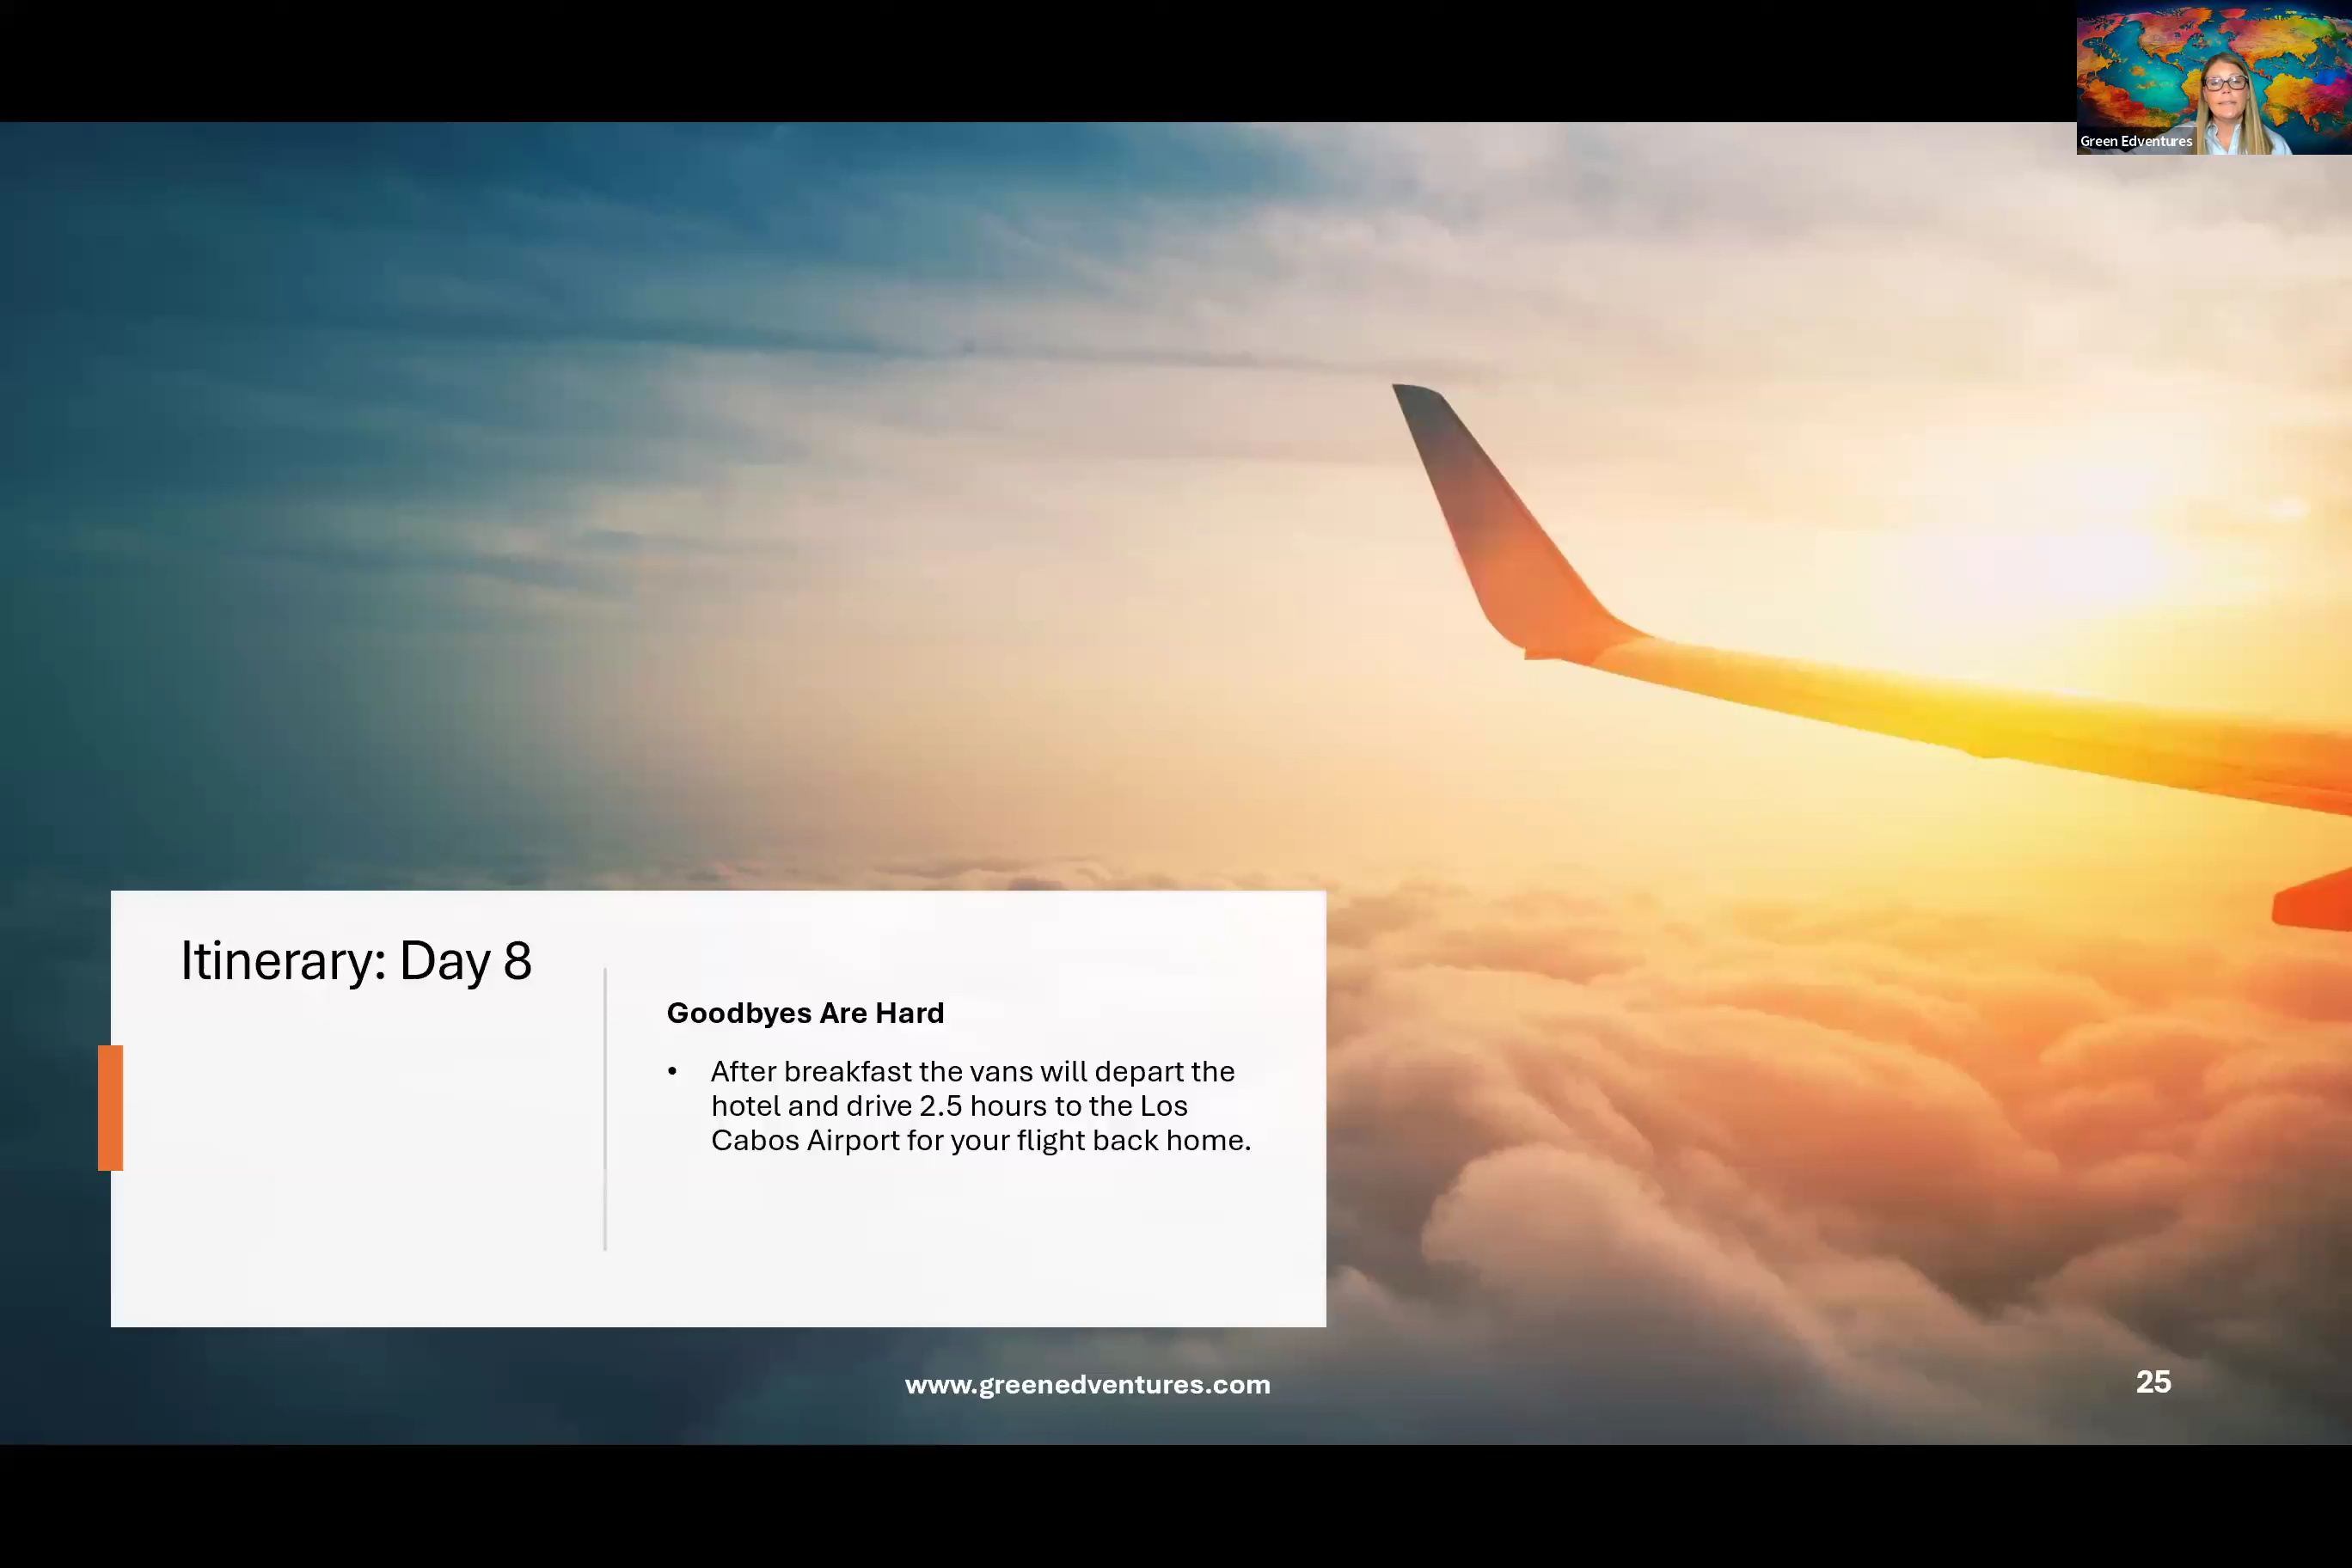 Green Edventures
Itinerary: Day 8
Goodbyes Are Hard
• After breakfast the vans will depart the
hotel and drive 2.5 hours to the Los
Cabos Airport for your flight back home.
www.greenedventures.com
25